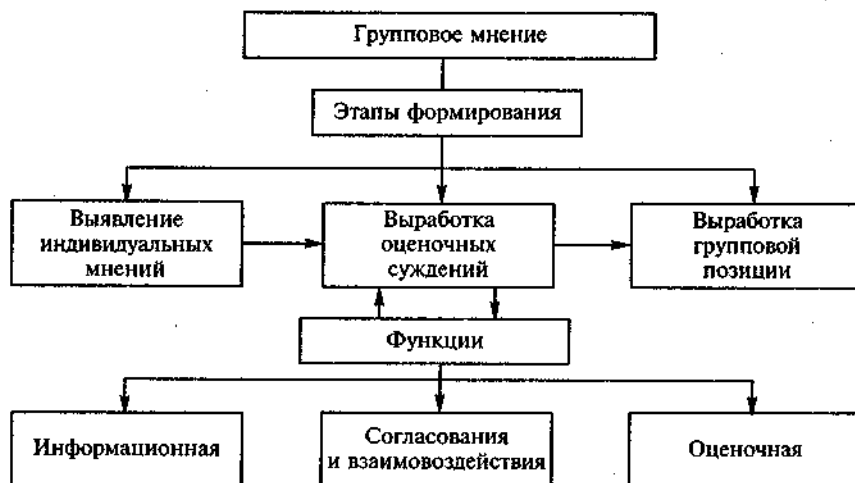 Групповое мнение
Этапы формирования
Выявление
индивидуальных
мнений
Выработка
оценочных
суждений
Выработка
групповой
позиции
Функции
Информационная
Согласования
и взаимовоздействия
Оценочная